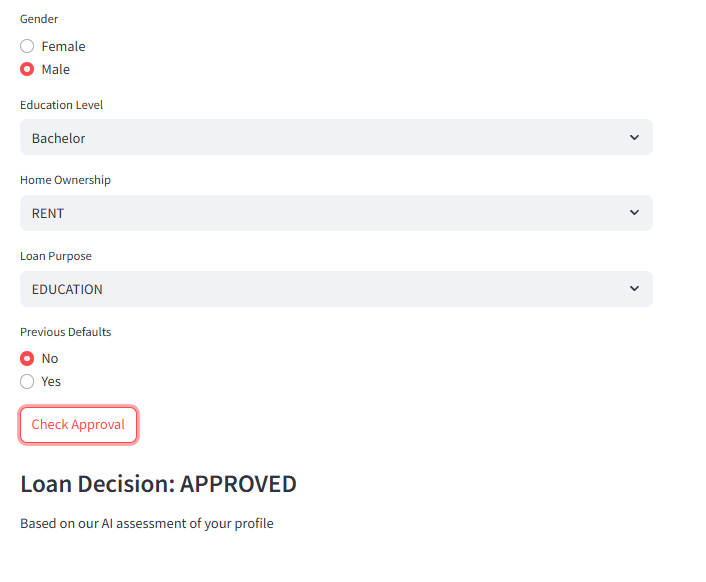 Gender
Female
Male
Education Level
Bachelor
Home Ownership
RENT
Loan Purpose
EDUCATION
Previous Defaults
No
Yes
Check Approval
Loan Decision: APPROVED
Based on our AI assessment of your profile